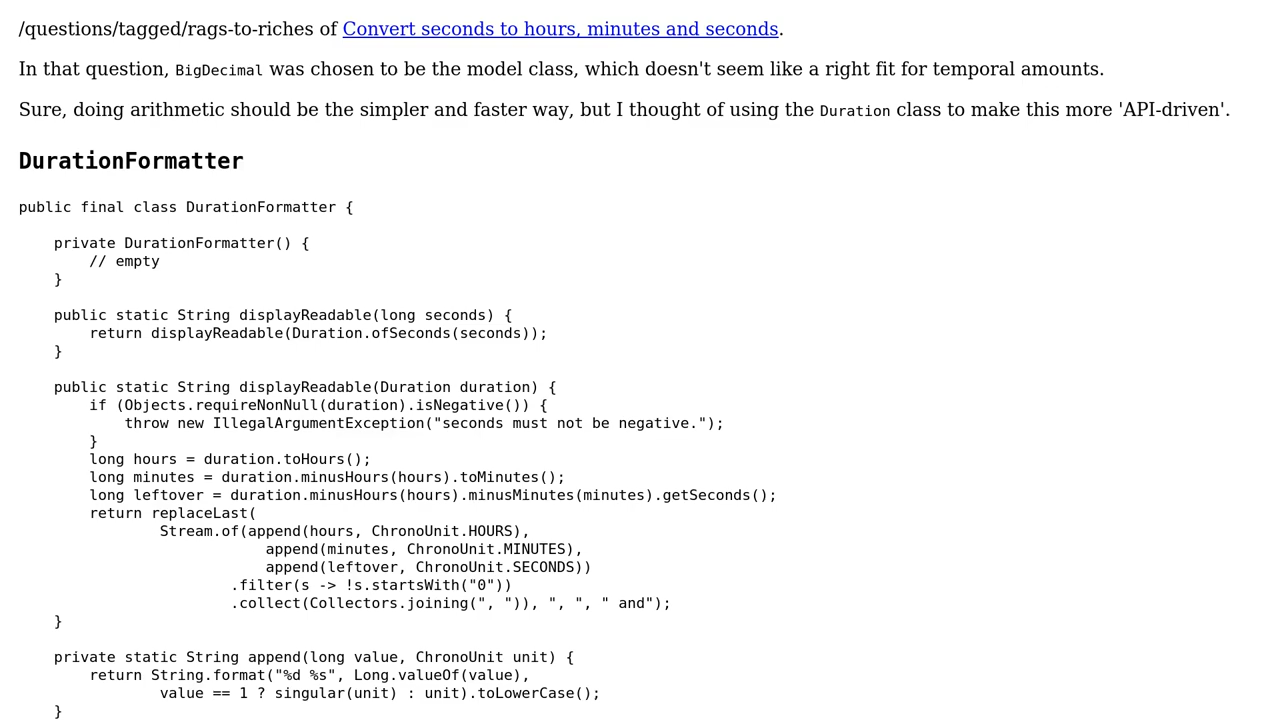 /questions/tagged/rags-to-riches of Convert seconds to hours, minutes and seconds.
In that question, BigDecimal was chosen to be the model class, which doesn't seem like a right fit for temporal amounts.
Sure, doing arithmetic should be the simpler and faster way, but I thought of using the Duration class to make this more 'API-driven'.
DurationFormatter
public final class DurationFormatter {
    private DurationFormatter() {
        // empty
    }
    public static String displayReadable(long seconds) {
        return displayReadable(Duration.ofSeconds(seconds));
    }
    public static String displayReadable(Duration duration) {
        if (Objects.requireNonNull(duration).isNegative()) {
            throw new IllegalArgumentException("seconds must not be negative.");
        }
        long hours = duration.toHours();
        long minutes = duration.minusHours(hours).toMinutes();
        long leftover = duration.minusHours(hours).minusMinutes(minutes).getSeconds();
        return replaceLast(
                Stream.of(append(hours, ChronoUnit.HOURS),
                            append(minutes, ChronoUnit.MINUTES),
                            append(leftover, ChronoUnit.SECONDS))
                        .filter(s -> !s.startsWith("0"))
                        .collect(Collectors.joining(", ")), ", ", " and");
    }
    private static String append(long value, ChronoUnit unit) {
        return String.format("%d %s", Long.valueOf(value),
                value == 1 ? singular(unit) : unit).toLowerCase();
    }